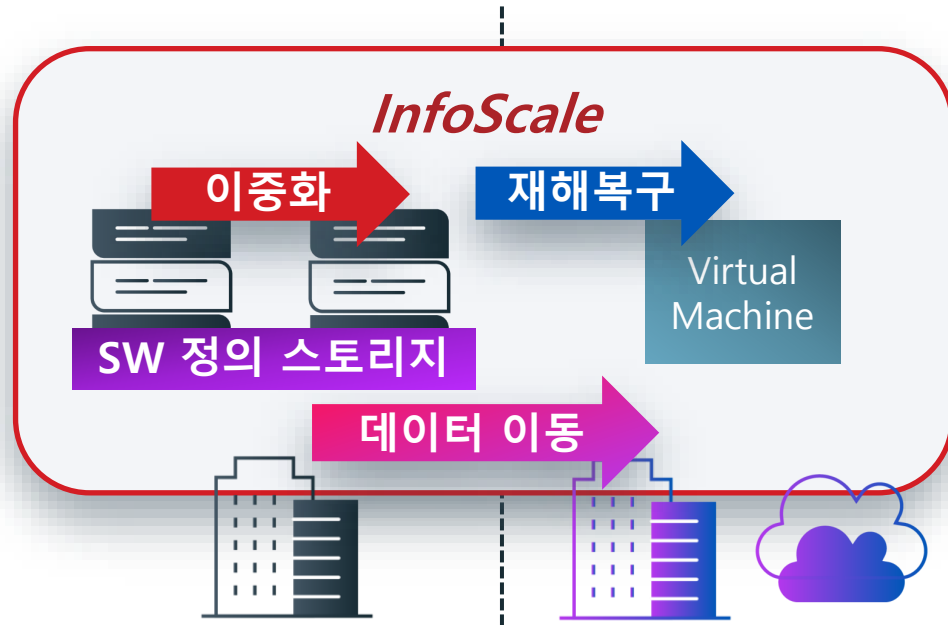 InfoScale
이중화
재해복구
Virtual
Machine
SW 정의 스토리지
데이터 이동